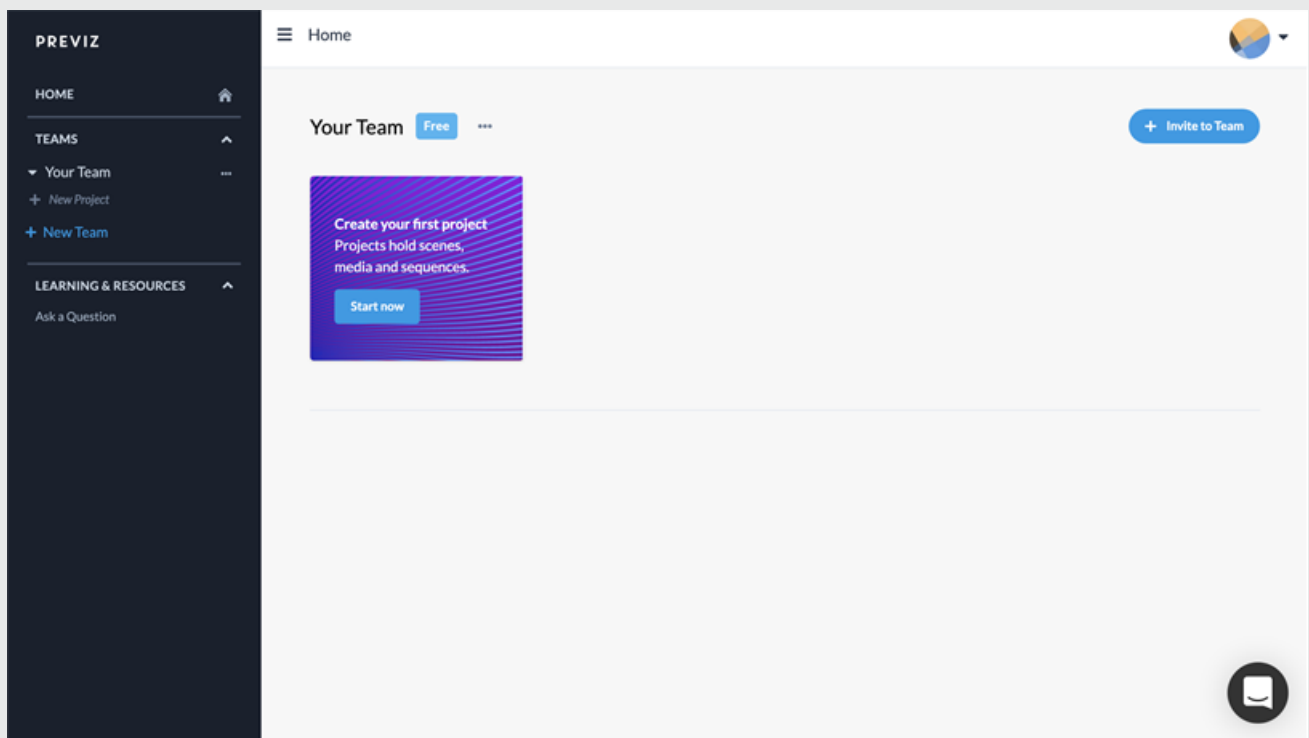 PREVIZ
HOME
TEAMS
Your Team
New Project
New Team
LEARNING & RESOURCES
Ask a Question
Home
Your Team
Free
Invite to Team
Create your first project
Projects hold scenes,
media and sequences.
Start now